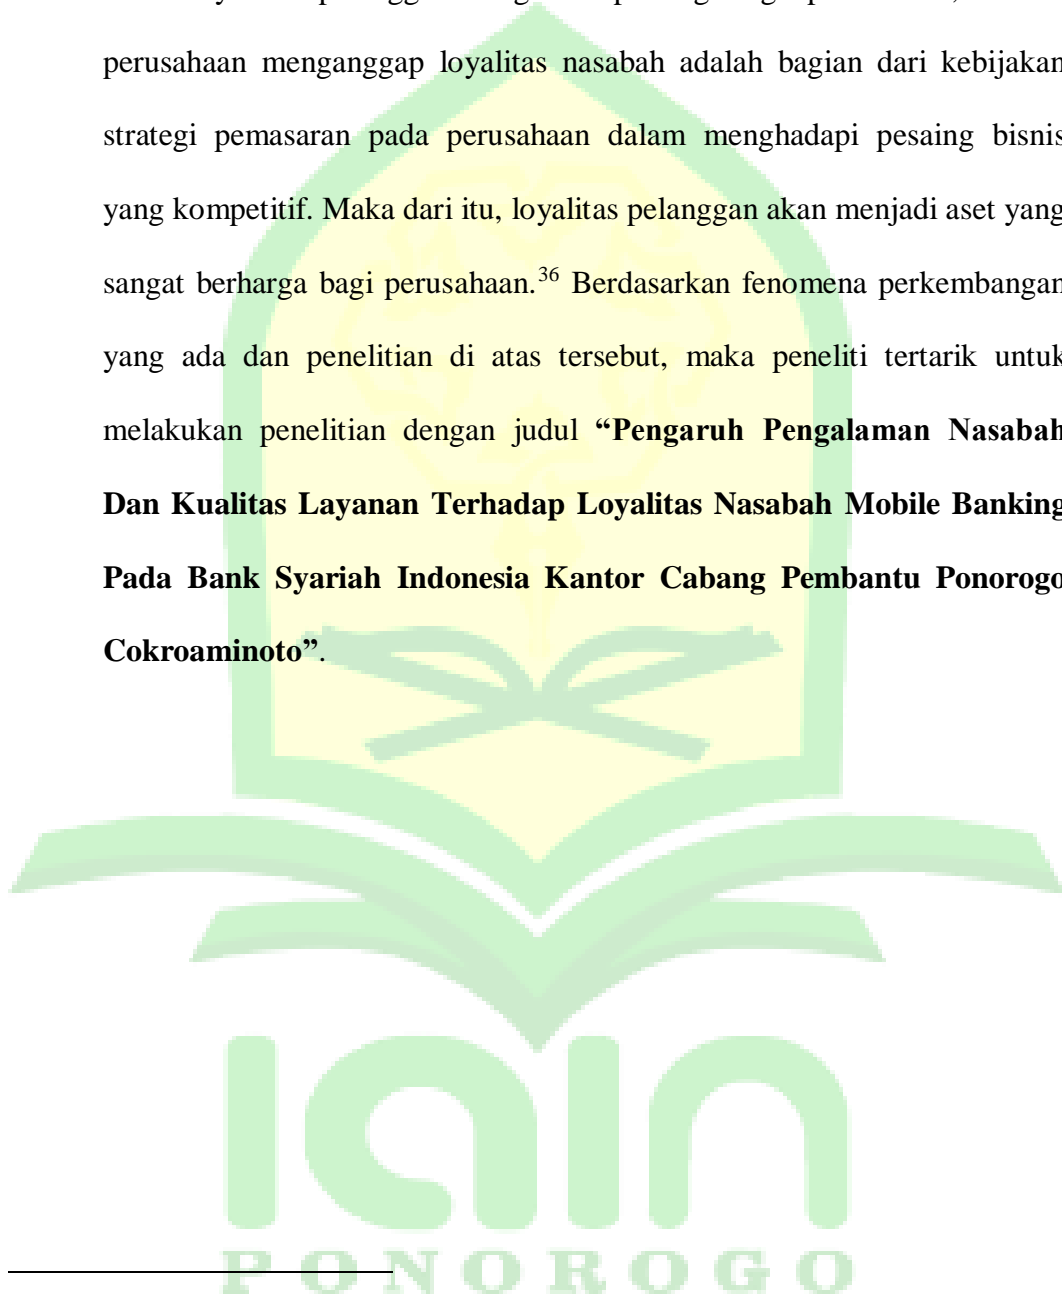 perusahaan menganggap loyalitas nasabah adalah bagian dari kebijakan
strategi pemasaran pada perusahaan dalam menghadapi pesaing bisnis
yang kompetitif. Maka dari itu, loyalitas pelanggan akan menjadi aset yang
sangat berharga bagi perusahaan.36 Berdasarkan fenomena perkembangan
yang ada dan penelitian di atas tersebut, maka peneliti tertarik untuk
melakukan penelitian dengan judul “Pengaruh Pengalaman Nasabah
Dan Kualitas Layanan Terhadap Loyalitas Nasabah Mobile Banking
Pada Bank Syariah Indonesia Kantor Cabang Pembantu Ponorogo
Cokroaminoto”.
iain
PONOROGO